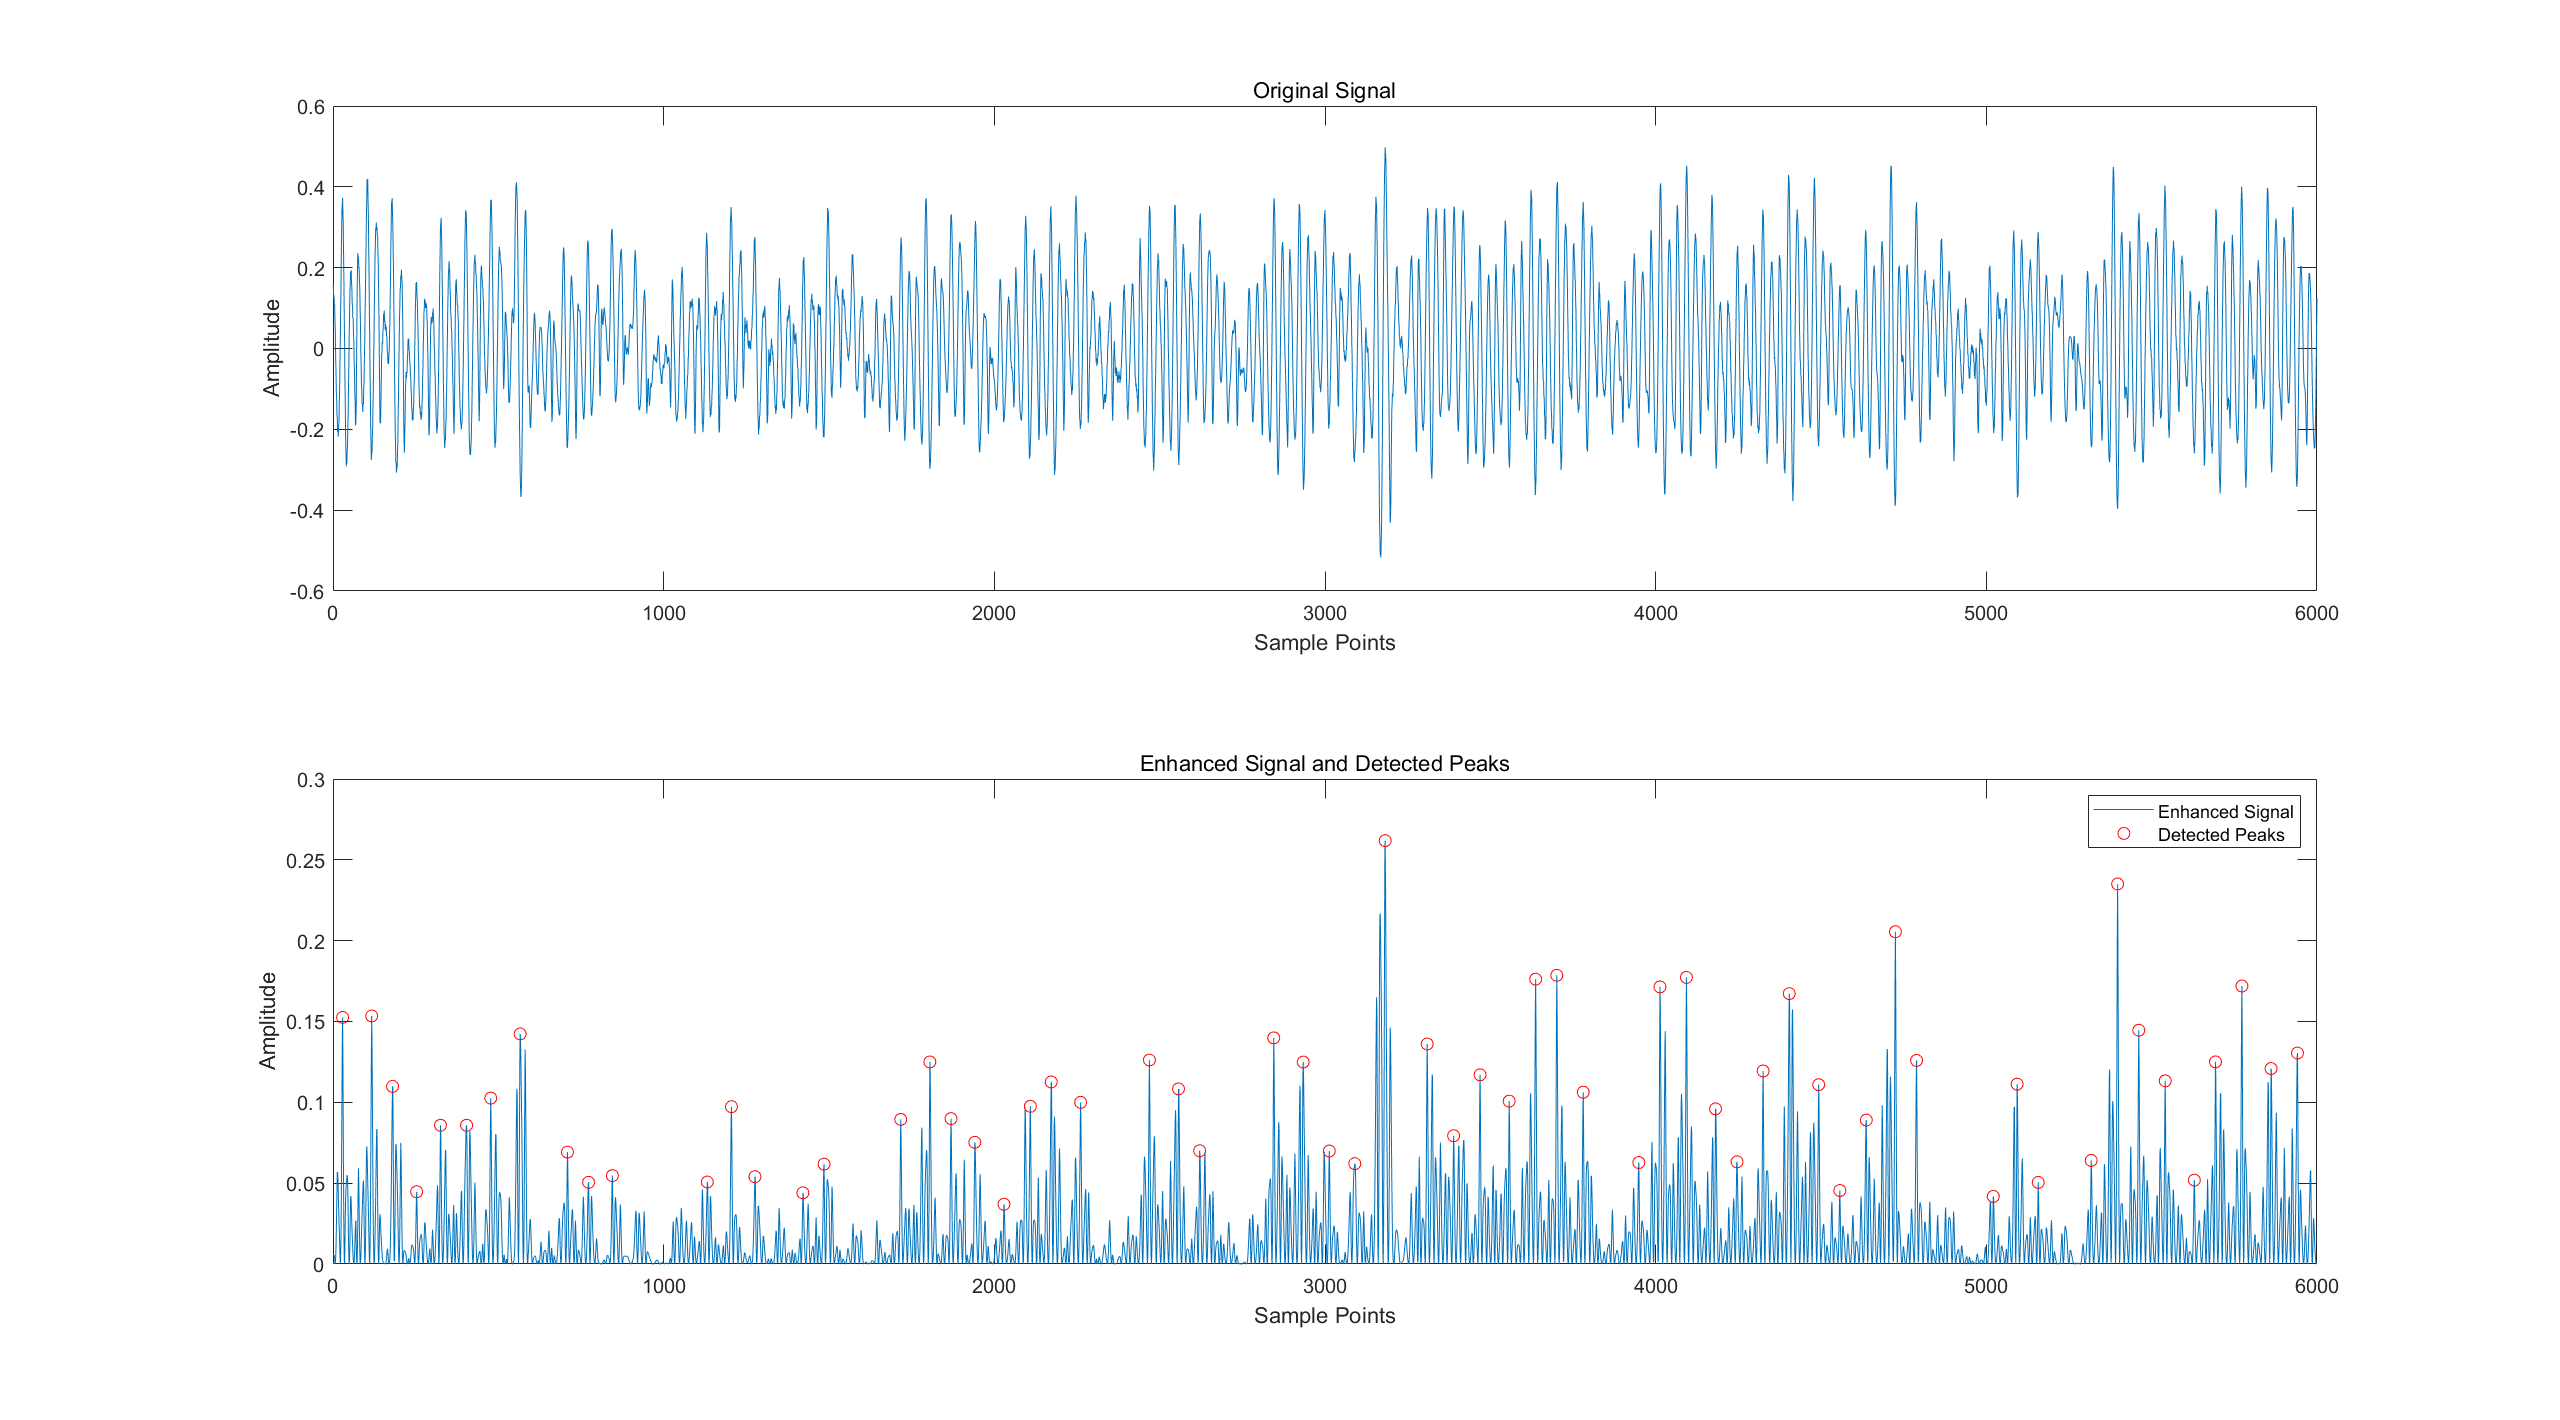 Original Signal
0.6
0.4
0.2
0
-0.2
-0.4
-0.6
Amplitude
0 1000 2000 3000 4000 5000 6000
Sample Points
Enhanced Signal and Detected Peaks
0.3
0.25
0.2
0.15
0.1
0.05
0
Amplitude
Enhanced Signal
Detected Peaks
0 1000 2000 3000 4000 5000 6000
Sample Points